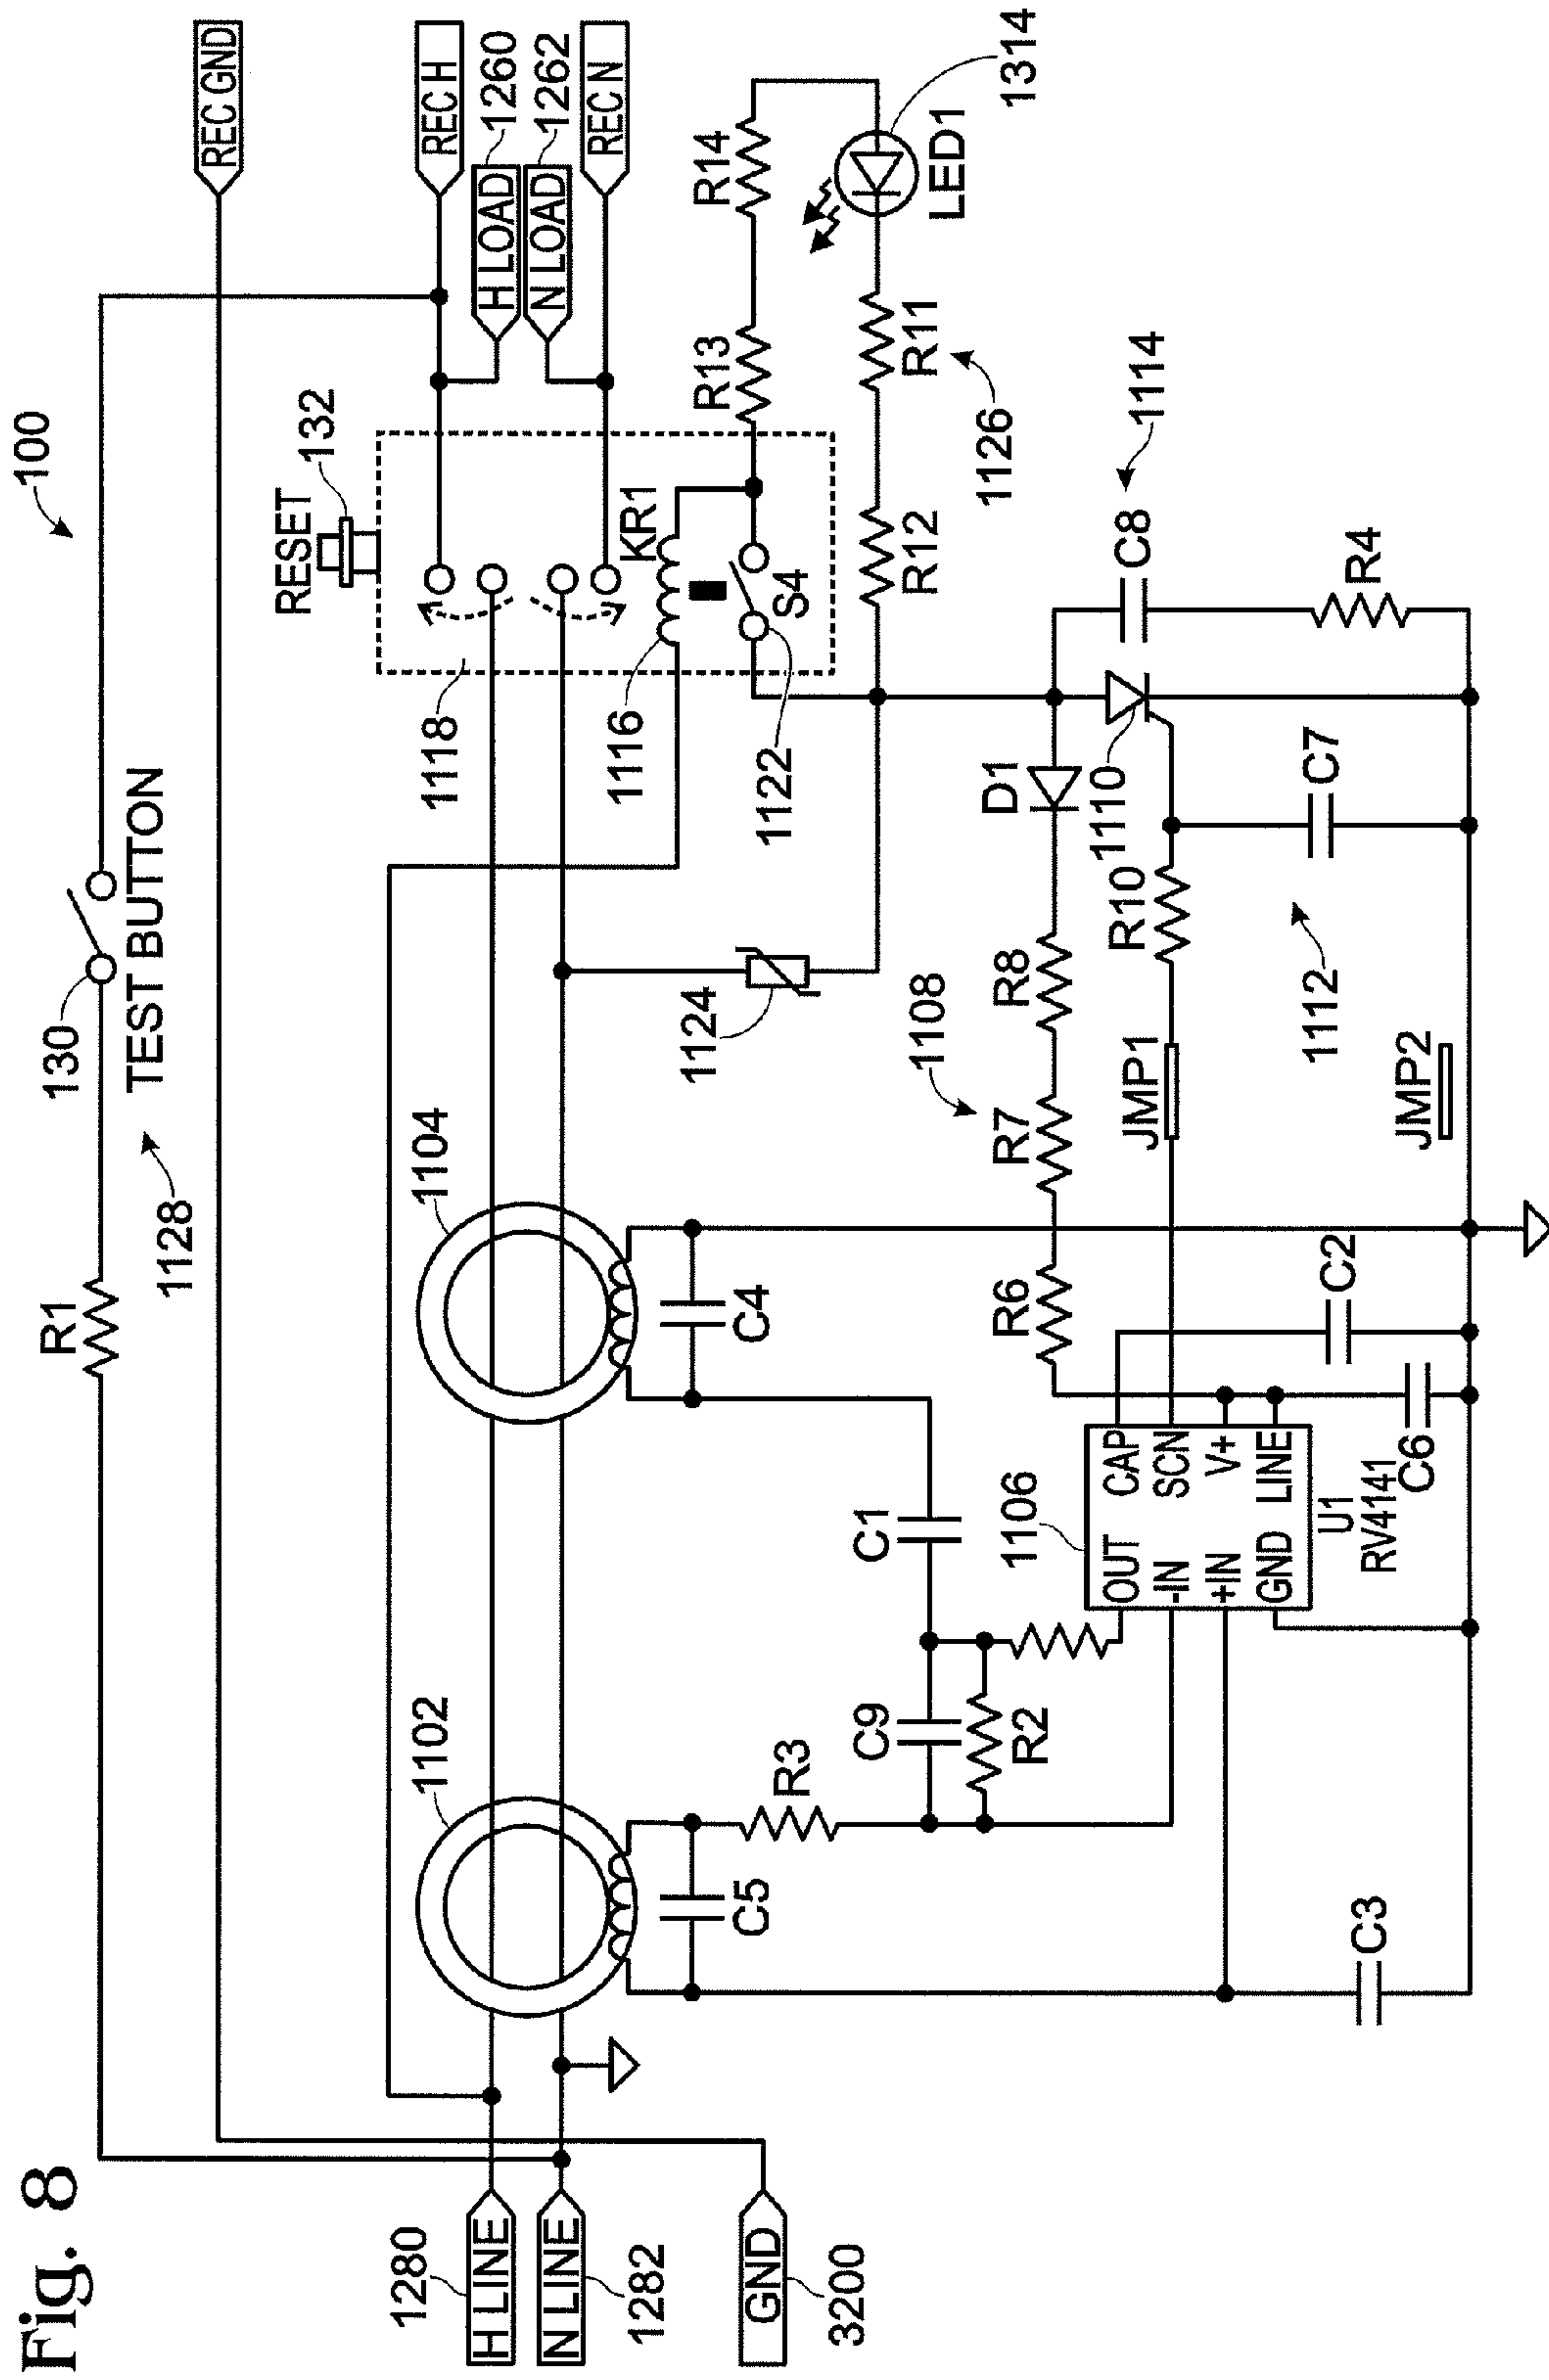 Fig. 8
100
R1
130
TEST BUTTON
1128
REC GND
RESET
132
REC H
H LOAD
1260
N LOAD
1262
REC N
1102
1104
1118
1116
KR1
1122
S4
1124
R13
R14
1314
LED1
R11
R12
1126
1280
H LINE
N LINE
1282
GND
3200
C5
C4
R3
C9
R2
C1
1106
OUT
-IN
+IN
GND
CAP
SCN
V+
LINE
U1
RV4141
C6
C2
C3
R6
R7
R8
1108
D1
JMP1
R10
1110
1112
C7
JMP2
C8
1114
R4